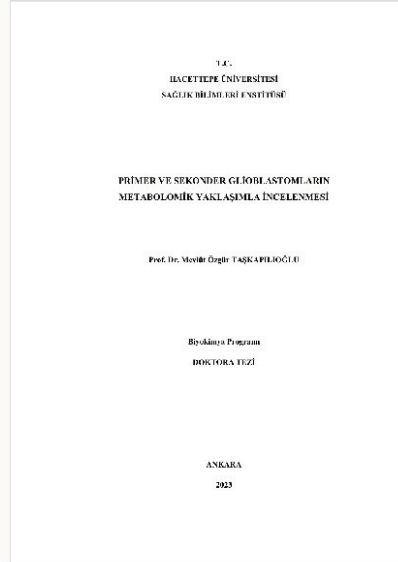 T.C.
HACETTEPE ÜNİVERSİTESİ
SAĞLIK BİLİMLERİ ENSTİTÜSÜ
PRİMER VE SEKONDER GLİOBLASTOMLARIN
METABOLOMİK YAKLAŞIMLA İNCELENMESİ
Prof. Dr. Mevlüt Özgür TAŞKAPILIOĞLU
Biyokimya Programı
DOKTORA TEZİ
ANKARA
2023